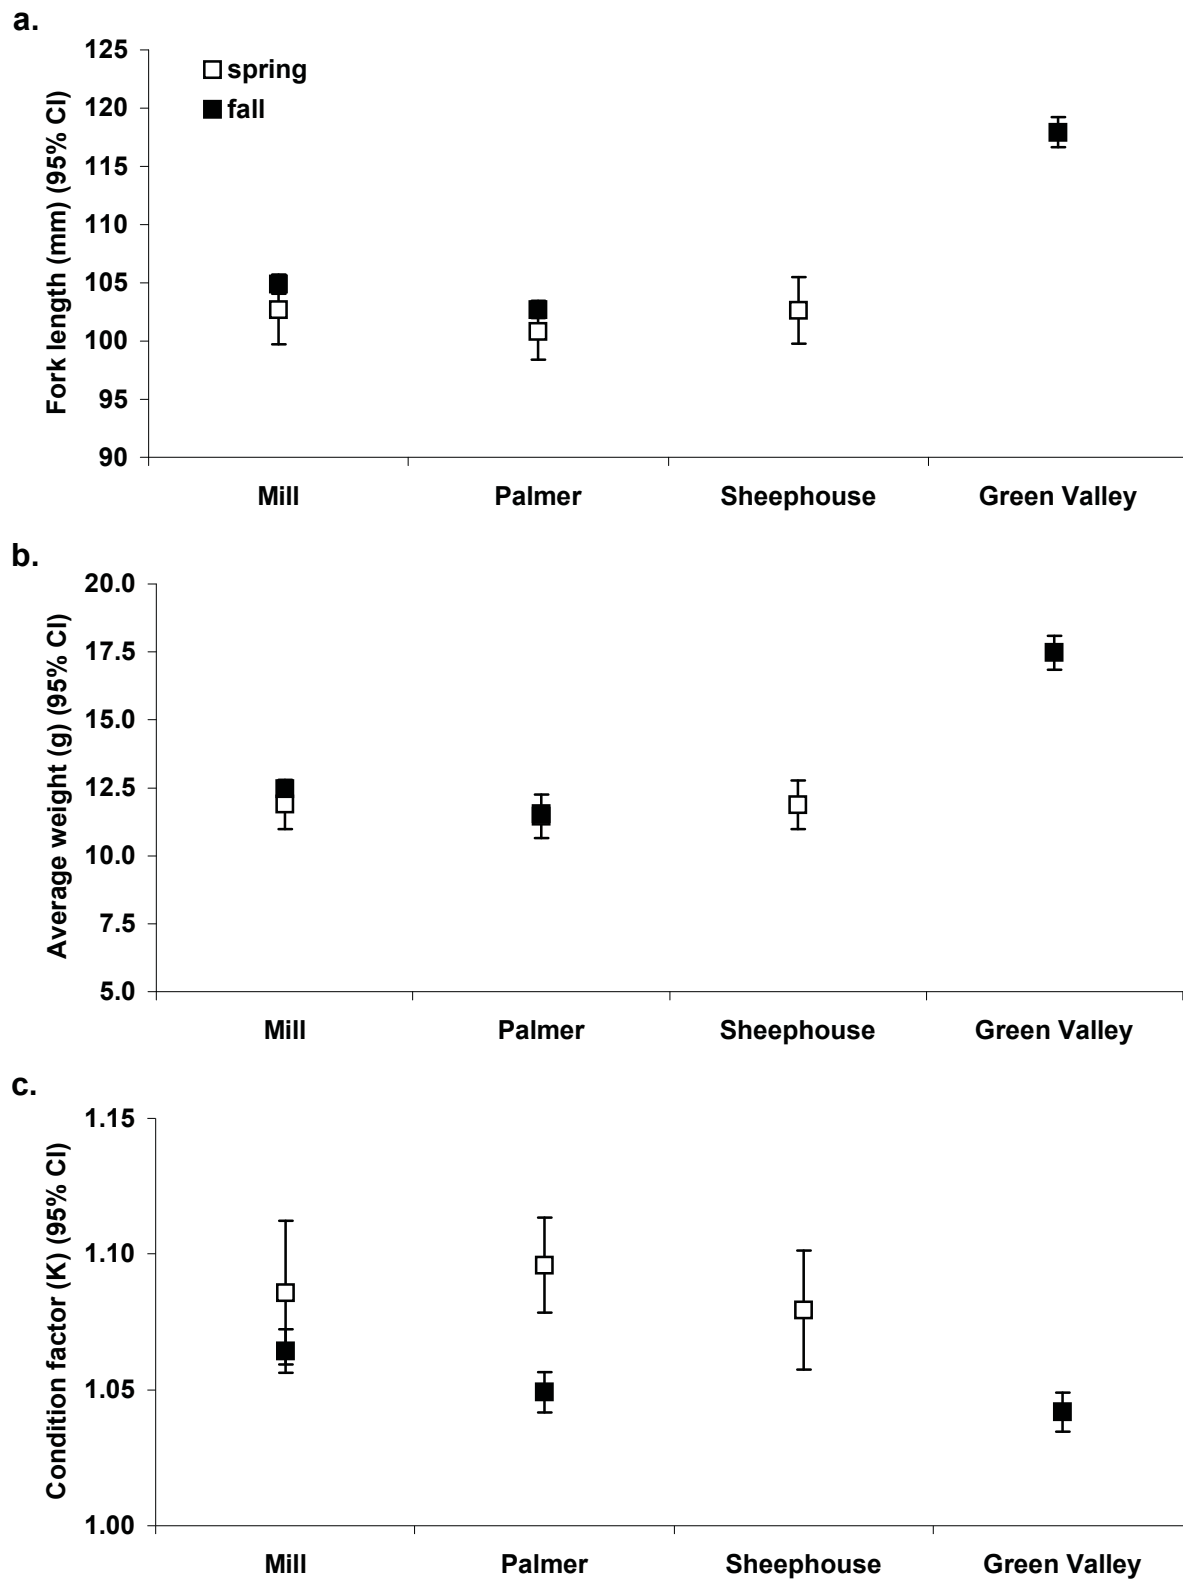 a.
Fork length (mm) (95% CI)
125
120
115
110
105
100
95
90
spring
fall
Mill Palmer Sheephouse Green Valley
b.
Average weight (g) (95% CI)
20.0
17.5
15.0
12.5
10.0
7.5
5.0
Mill Palmer Sheephouse Green Valley
c.
Condition factor (K) (95% CI)
1.15
1.10
1.05
1.00
Mill Palmer Sheephouse Green Valley